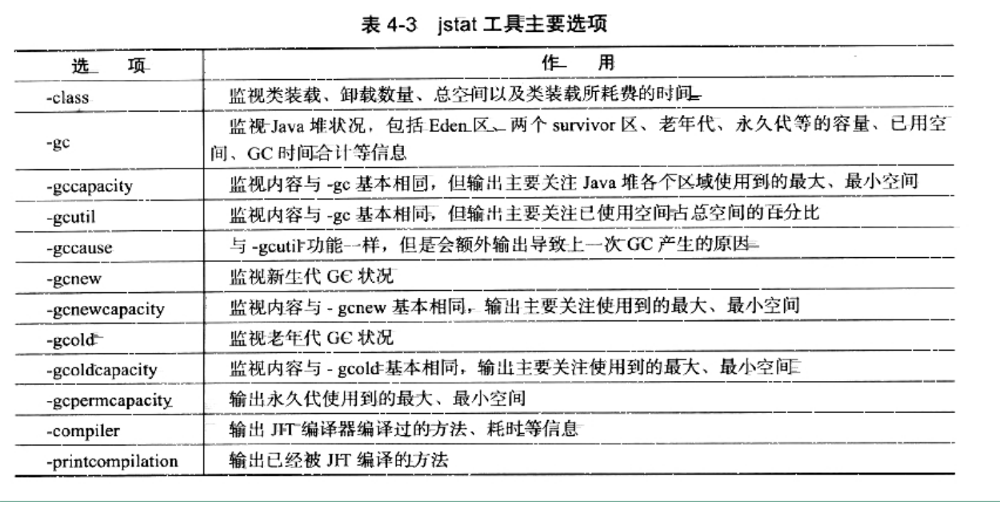 表 4-3 jstat 工具主要选项
选 项 作 用
-class 监视类装载、卸载数量、总空间以及类装载所耗费的时间
-gc 监视 Java 堆状况，包括 Eden 区、两个 survivor 区、老年代、永久代等的容量、已用空
间、GC 时间合计等信息
-gccapacity 监视内容与 -gc 基本相同，但输出主要关注 Java 堆各个区域使用到的最大、最小空间
-gcutil 监视内容与 -gc 基本相同，但输出主要关注已使用空间占总空间的百分比
-gccause 与 -gcutil 功能一样，但是会额外输出导致上一次 GC 产生的原因
-gcnew 监视新生代 GC 状况
-gcnewcapacity 监视内容与 - gcnew 基本相同，输出主要关注使用到的最大、最小空间
-gcold 监视老年代 GC 状况
-gcoldcapacity 监视内容与 - gcold 基本相同，输出主要关注使用到的最大、最小空间
-gcpermcapacity 输出永久代使用到的最大、最小空间
-compiler 输出 JIT 编译器编译过的方法、耗时等信息
-printcompilation 输出已经被 JIT 编译的方法